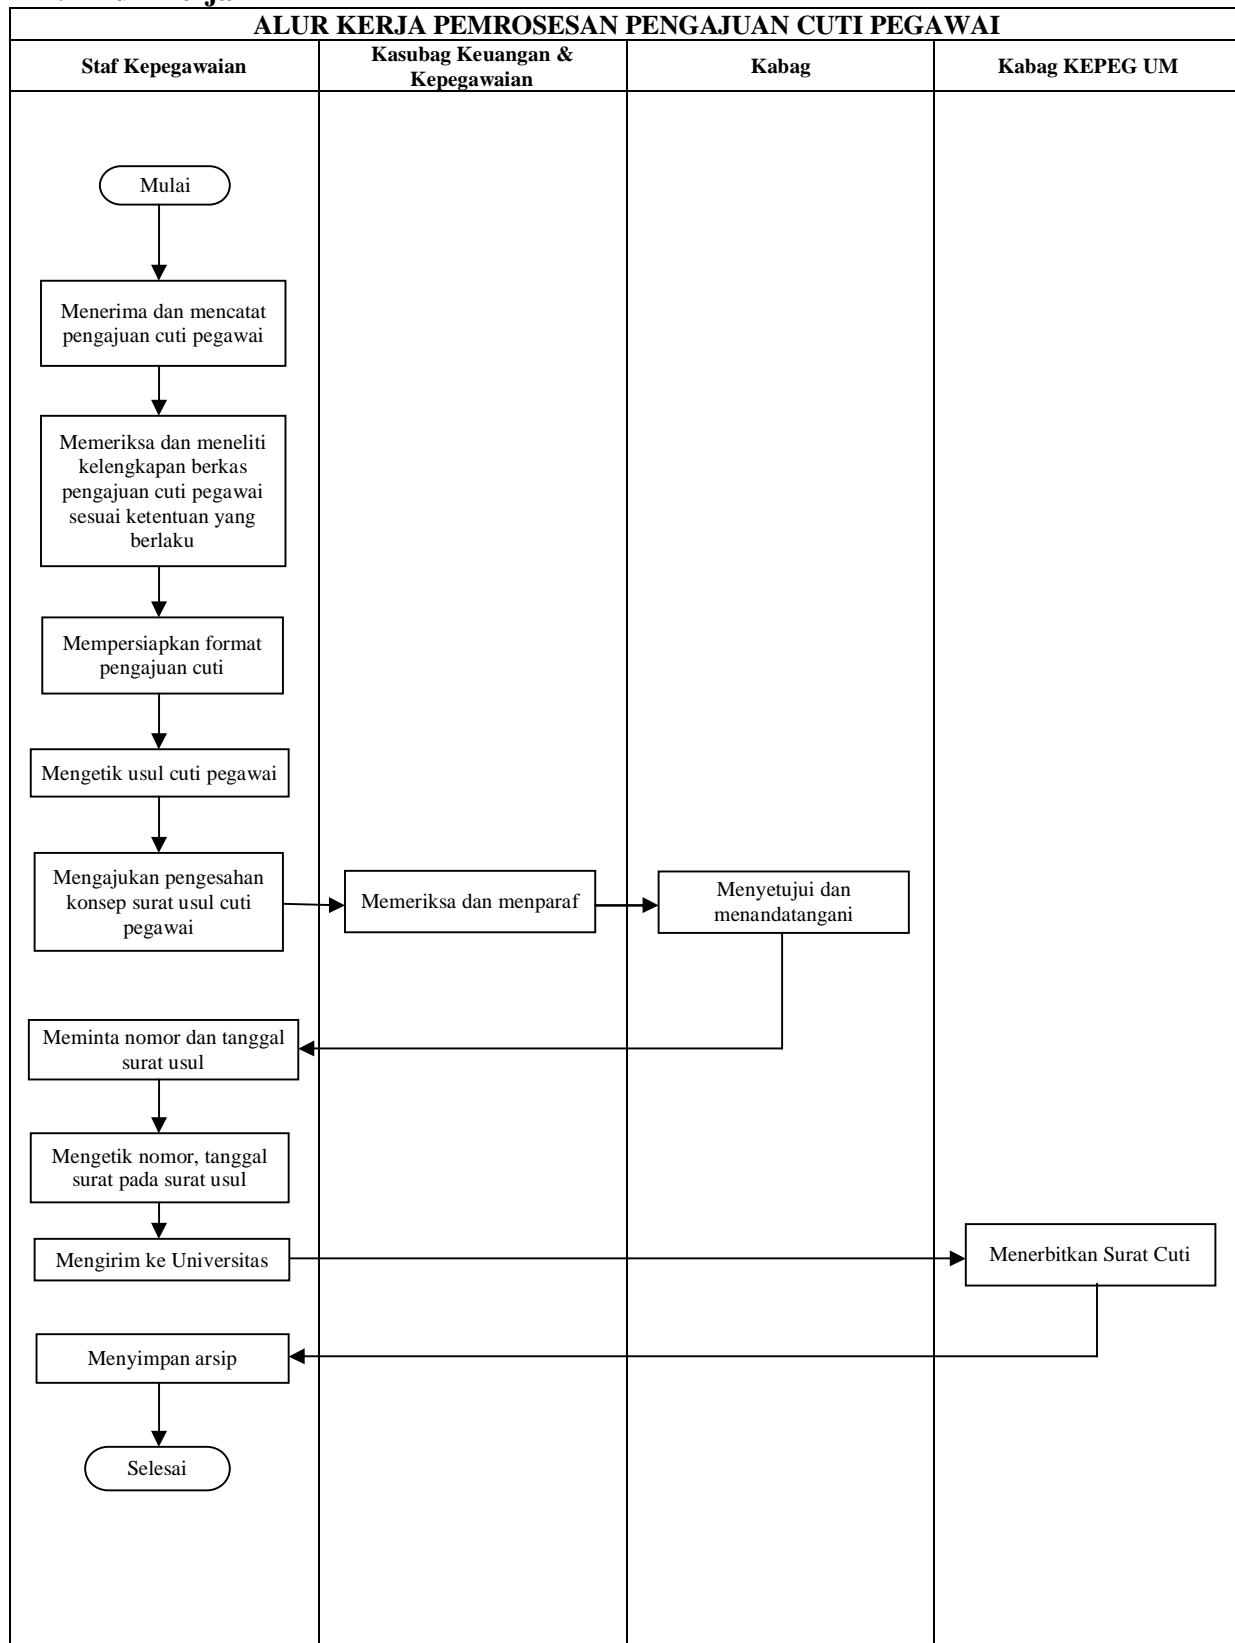 ALUR KERJA PEMROSESAN PENGAJUAN CUTI PEGAWAI
Staf Kepegawaian
Kasubag Keuangan &
Kepegawaian
Kabag
Kabag KEPEG UM
Mulai
Menerima dan mencatat
pengajuan cuti pegawai
Memeriksa dan meneliti
kelengkapan berkas
pengajuan cuti pegawai
sesuai ketentuan yang
berlaku
Mempersiapkan format
pengajuan cuti
Mengetik usul cuti pegawai
Mengajukan pengesahan
konsep surat usul cuti
pegawai
Memeriksa dan menparaf
Menyetujui dan
menandatangani
Meminta nomor dan tanggal
surat usul
Mengetik nomor, tanggal
surat pada surat usul
Mengirim ke Universitas
Menerbitkan Surat Cuti
Menyimpan arsip
Selesai